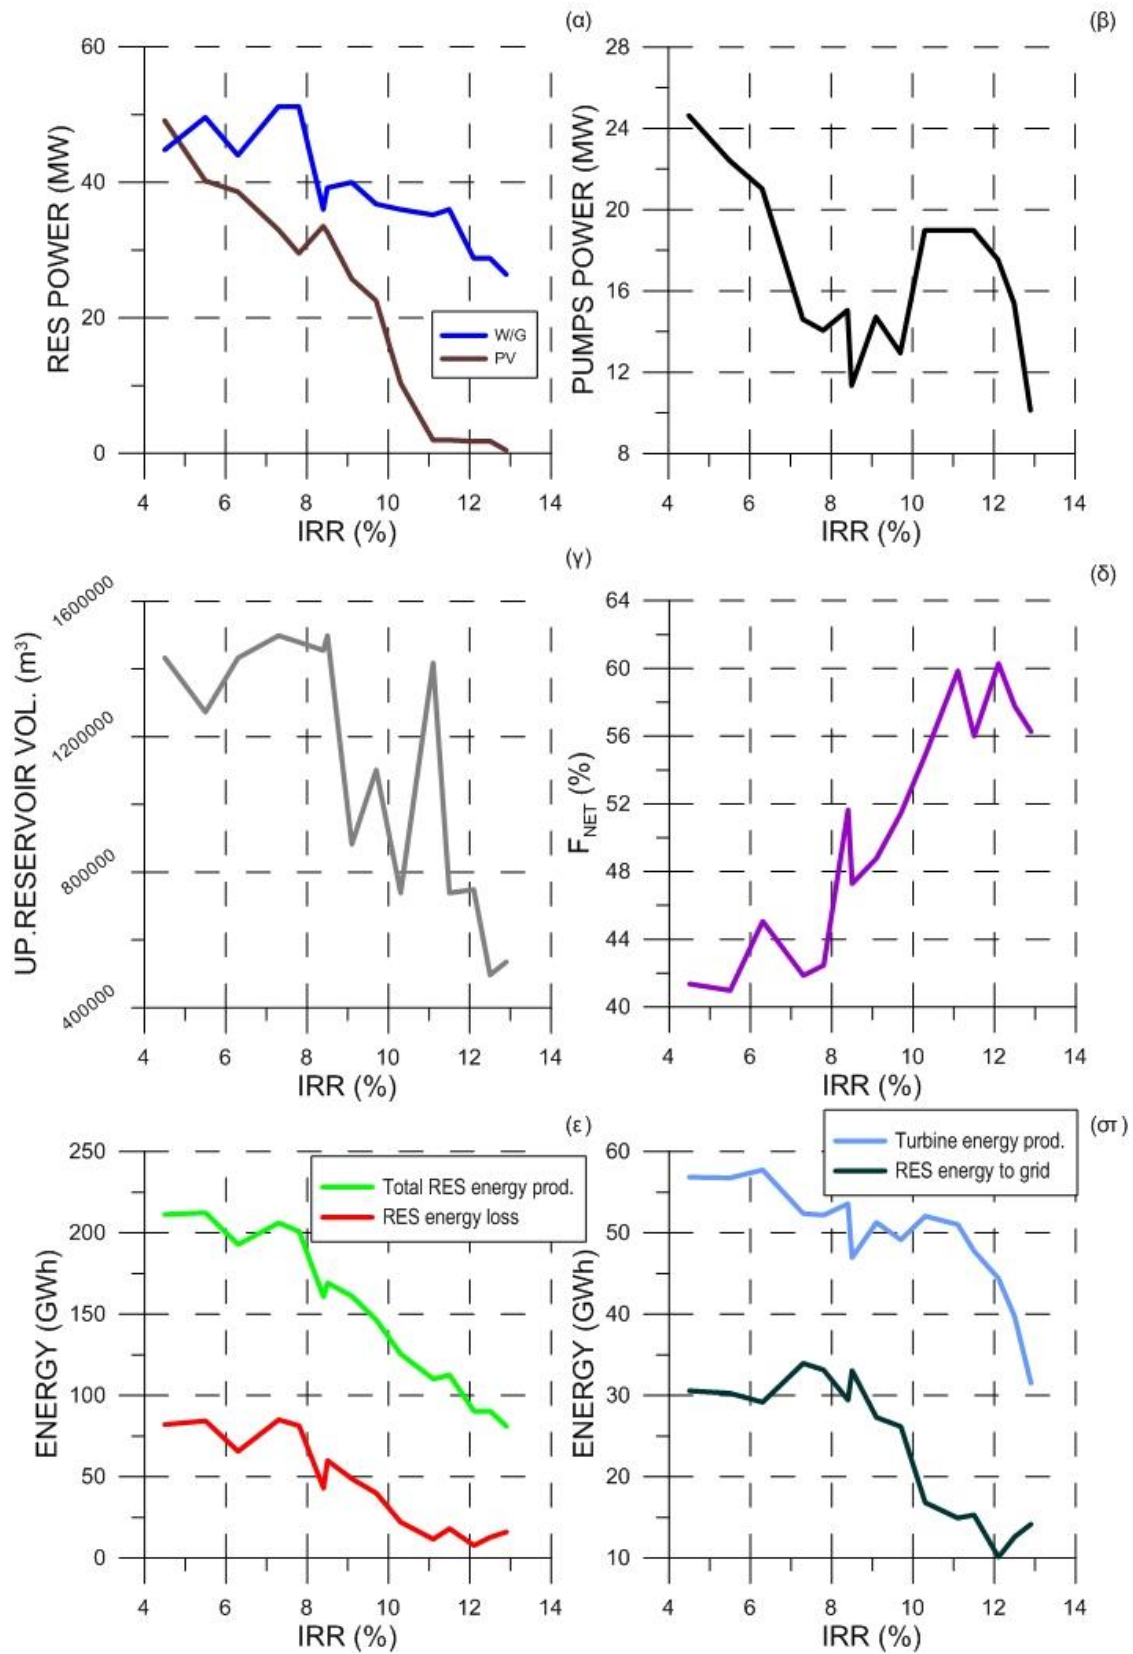 (α)
60
40
20
0
RES POWER (MW)
W/G
PV
4 6 8 10 12 14
IRR (%)
(β)
28
24
20
16
12
8
PUMPS POWER (MW)
4 6 8 10 12 14
IRR (%)
(γ)
1600000
1200000
800000
400000
UP.RESERVOIR VOL. (m³)
4 6 8 10 12 14
IRR (%)
(δ)
64
60
56
52
48
44
40
F_NET (%)
4 6 8 10 12 14
IRR (%)
(ε)
250
200
150
100
50
0
ENERGY (GWh)
Total RES energy prod.
RES energy loss
4 6 8 10 12 14
IRR (%)
(στ)
60
50
40
30
20
10
ENERGY (GWh)
Turbine energy prod.
RES energy to grid
4 6 8 10 12 14
IRR (%)